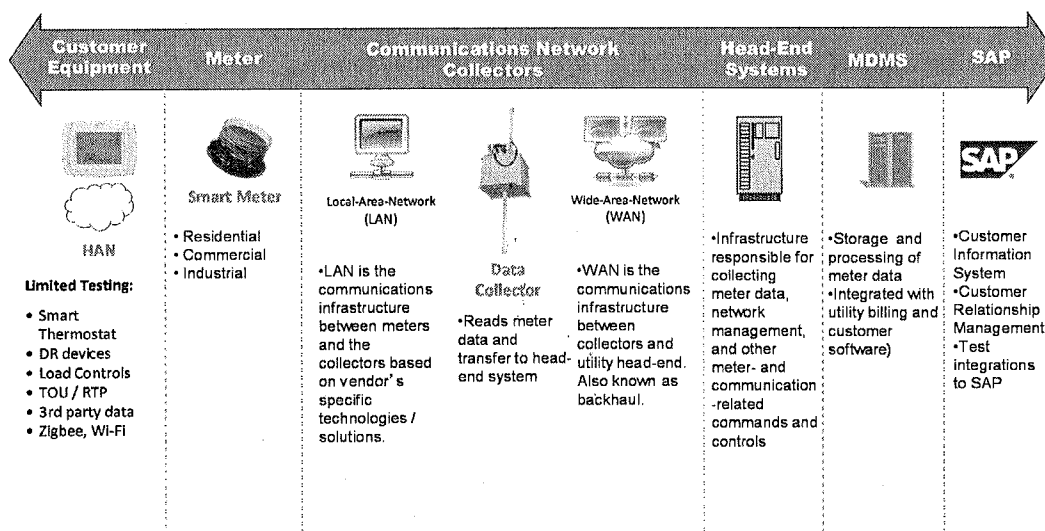 Customer
Equipment
Meter
Communications Network
Collectors
Head-End
Systems
MDMS
SAP
HAN
Limited Testing:
• Smart
Thermostat
• DR devices
• Load Controls
• TOU / RTP
• 3rd party data
• Zigbee, Wi-Fi
Smart Meter
• Residential
• Commercial
• Industrial
Local-Area-Network
(LAN)
•LAN is the
communications
infrastructure
between meters
and the
collectors based
on vendor's
specific
technologies /
solutions.
Data
Collector
•Reads meter
data and
transfer to head-
end system
Wide-Area-Network
(WAN)
•WAN is the
communications
infrastructure
between
collectors and
utility head-end.
Also known as
backhaul.
•Infrastructure
responsible for
collecting
meter data,
network
management,
and other
meter- and
communication
-related
commands and
controls
•Storage and
processing of
meter data
•Integrated with
utility billing and
customer
software)
SAP
•Customer
Information
System
•Customer
Relationship
Management
•Test
integrations
to SAP